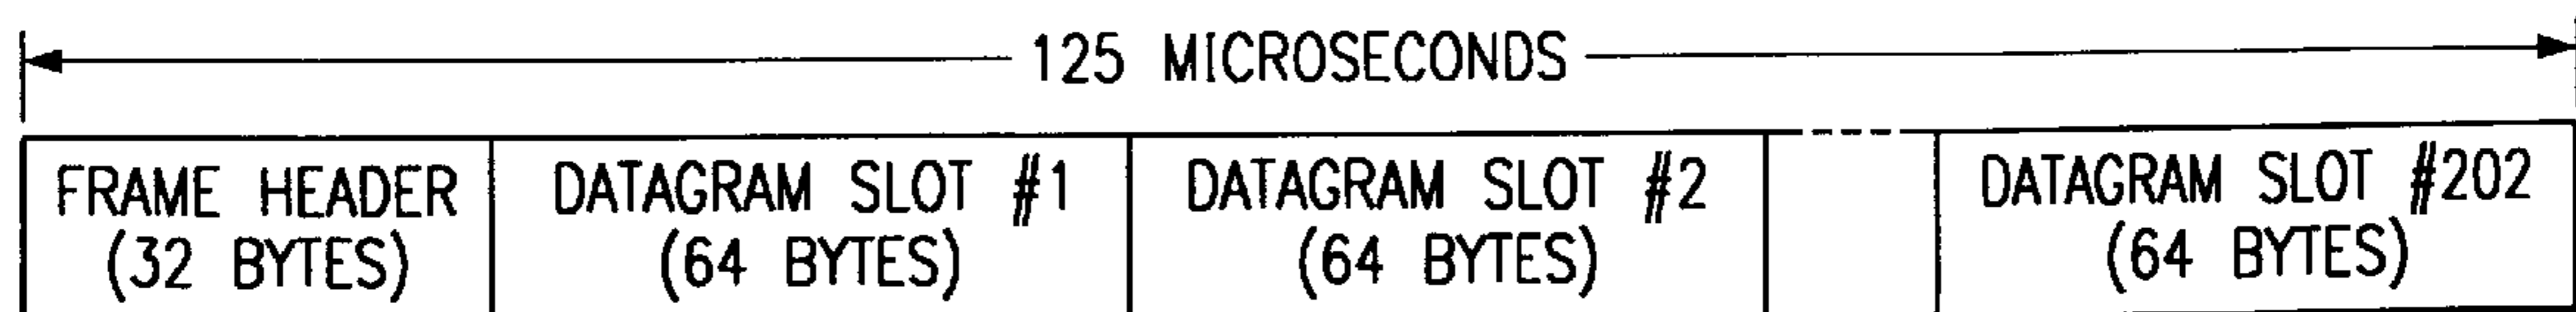 125 MICROSECONDS
FRAME HEADER
(32 BYTES)
DATAGRAM SLOT #1
(64 BYTES)
DATAGRAM SLOT #2
(64 BYTES)
DATAGRAM SLOT #202
(64 BYTES)